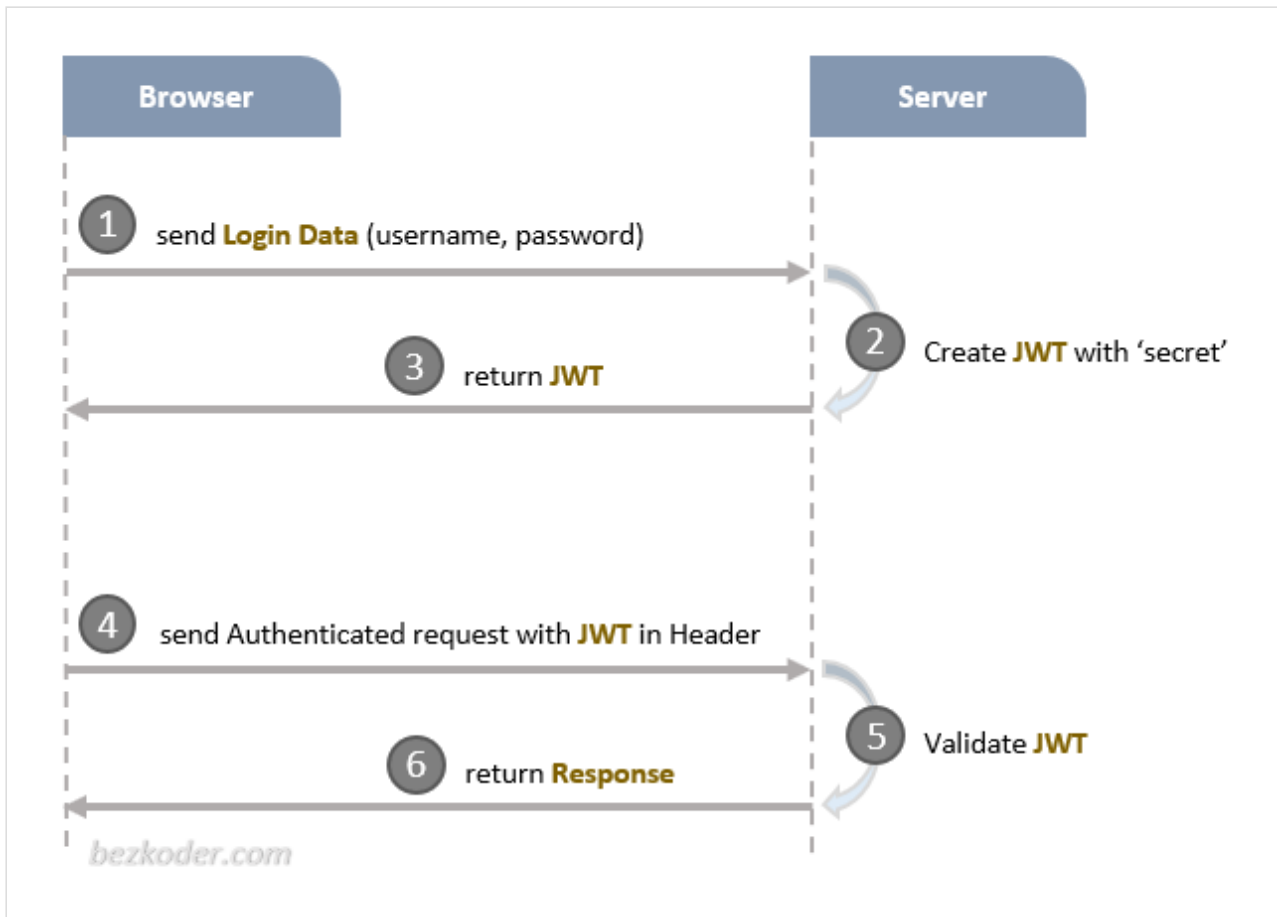 Browser
Server
1
send Login Data (username, password)
2
Create JWT with ‘secret’
3
return JWT
4
send Authenticated request with JWT in Header
5
Validate JWT
6
return Response
bezkoder.com